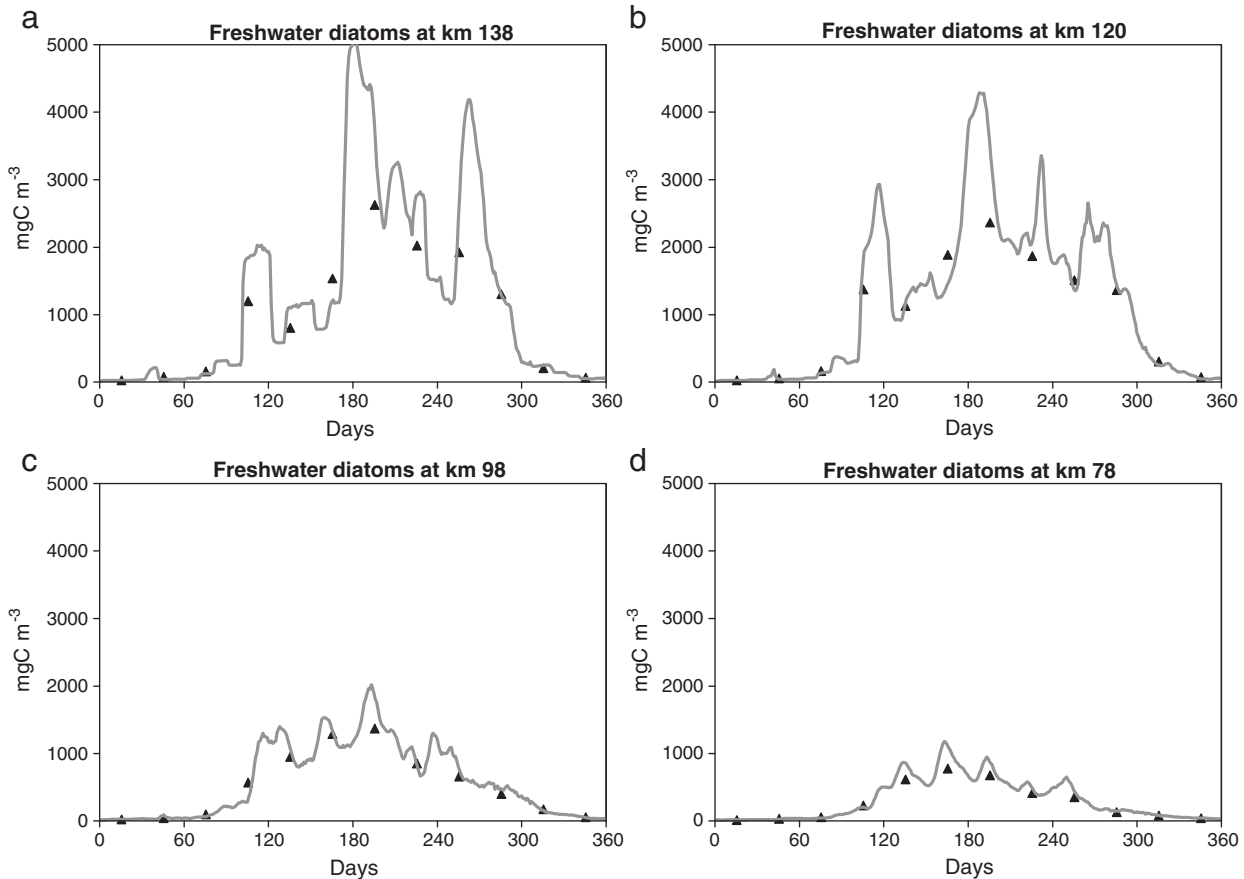 a
Freshwater diatoms at km 138
5000
4000
3000
2000
1000
0
mgC m-3
0 60 120 180 240 300 360
Days
b
Freshwater diatoms at km 120
5000
4000
3000
2000
1000
0
mgC m-3
0 60 120 180 240 300 360
Days
c
Freshwater diatoms at km 98
5000
4000
3000
2000
1000
0
mgC m-3
0 60 120 180 240 300 360
Days
d
Freshwater diatoms at km 78
5000
4000
3000
2000
1000
0
mgC m-3
0 60 120 180 240 300 360
Days